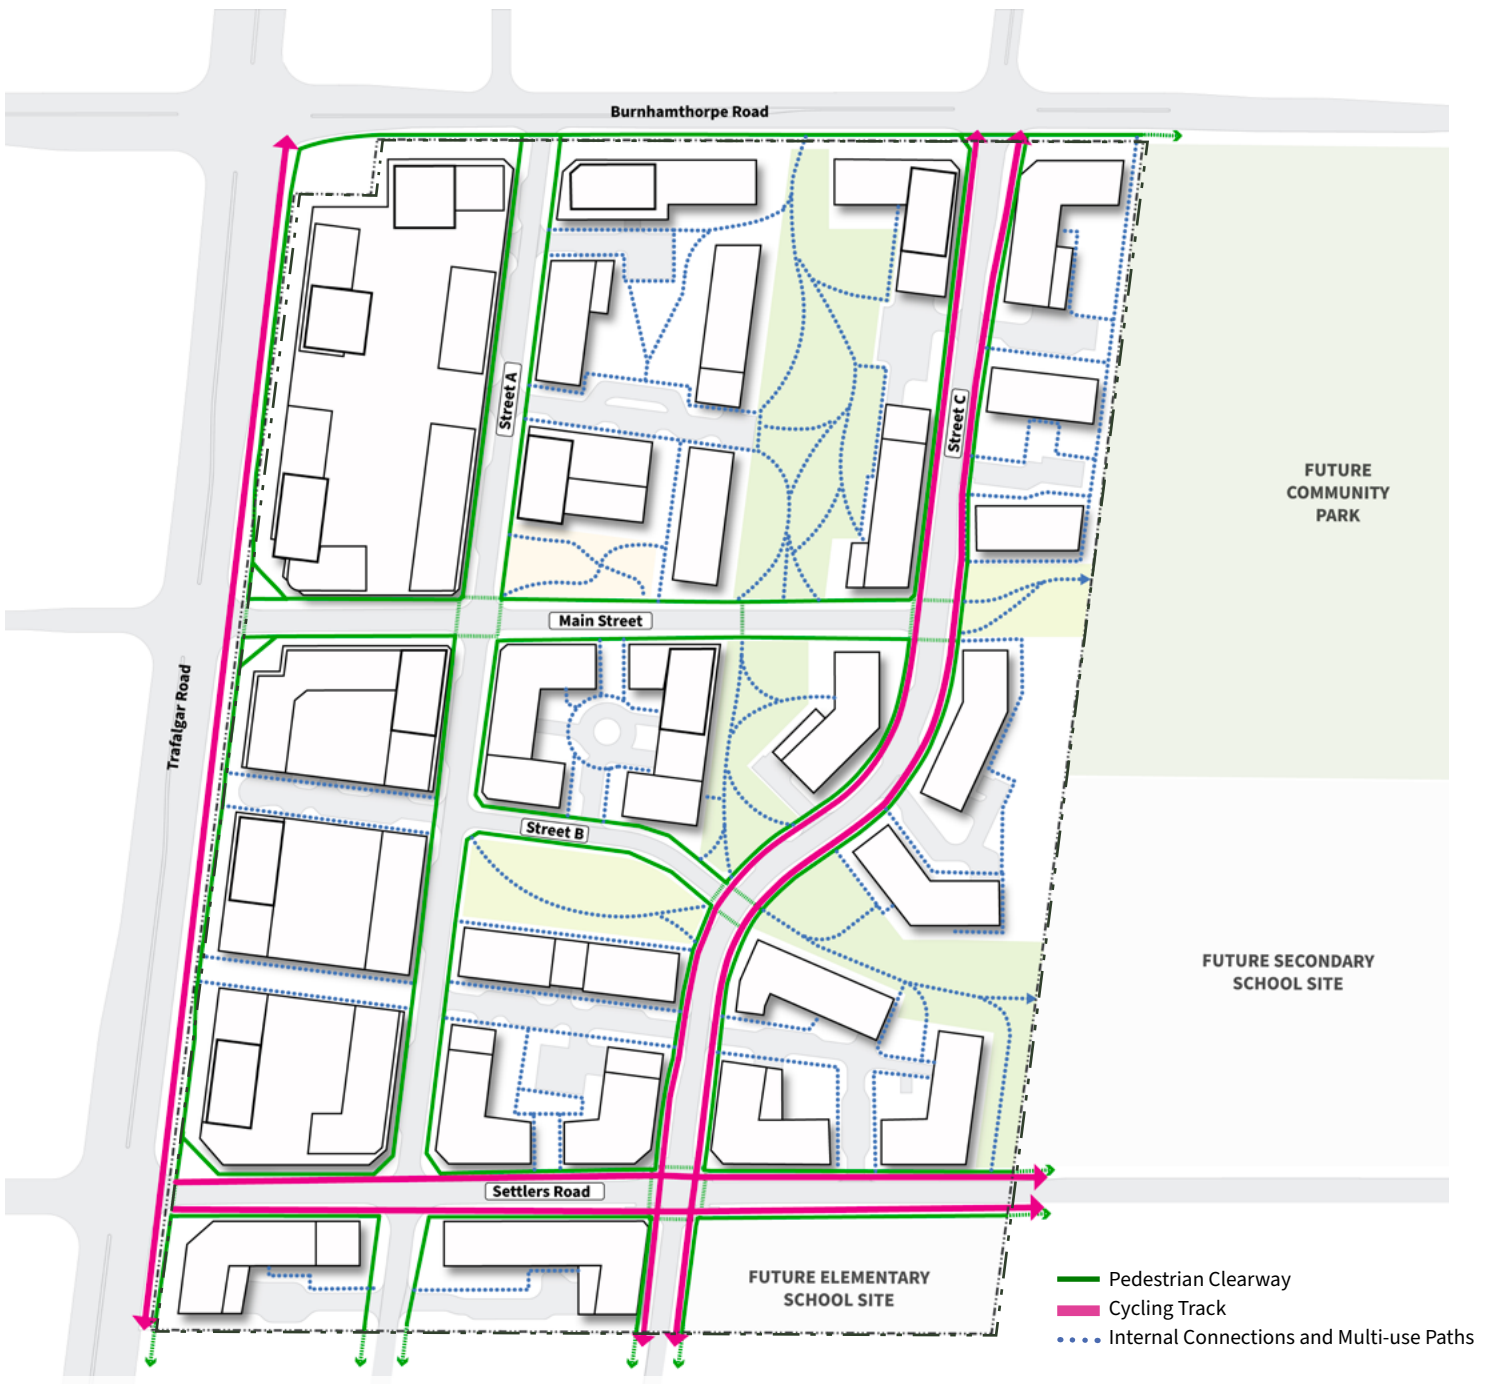 Burnhamthorpe Road
Street A
Street C
FUTURE
COMMUNITY
PARK
Main Street
Trafalgar Road
Street B
FUTURE SECONDARY
SCHOOL SITE
Settlers Road
FUTURE ELEMENTARY
SCHOOL SITE
Pedestrian Clearway
Cycling Track
Internal Connections and Multi-use Paths